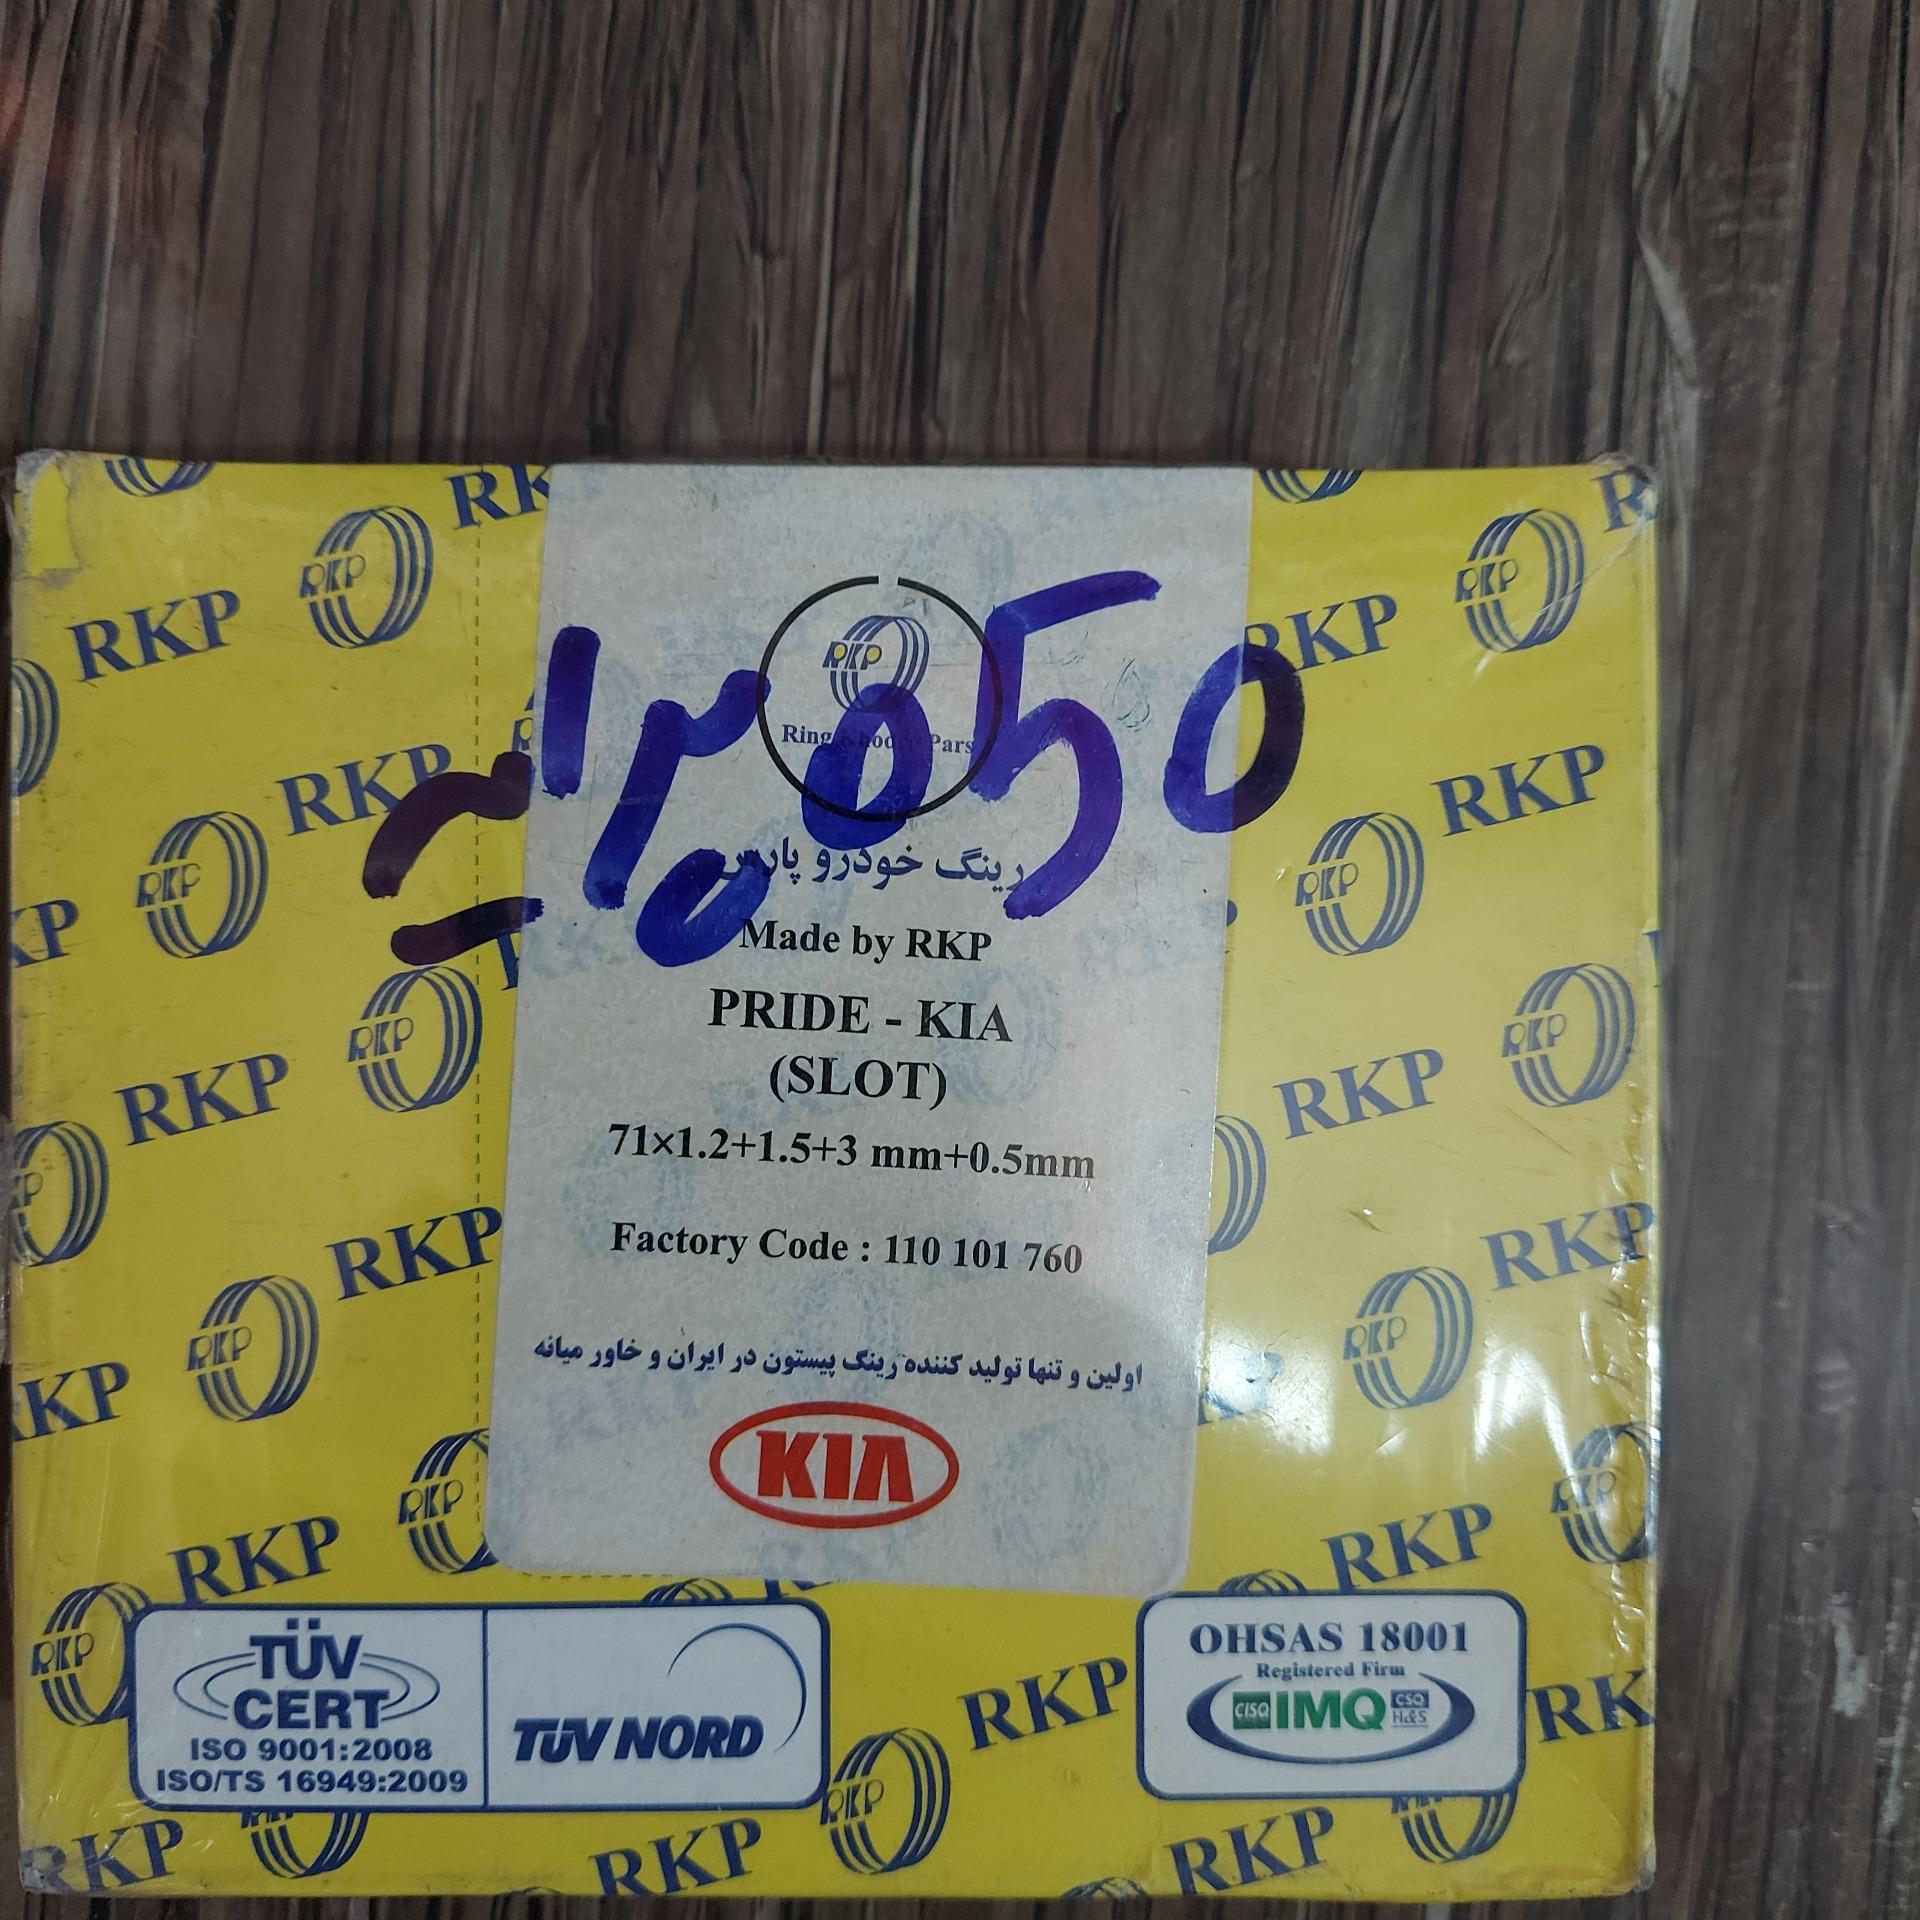 RKP
Ring Khodro Pars
رینگ خودرو پارس
Made by RKP
PRIDE - KIA
(SLOT)
71×1.2+1.5+3 mm+0.5mm
Factory Code : 110 101 760
اولین و تنها تولید کننده رینگ پیستون در ایران و خاور میانه
KIA
TÜV
CERT
ISO 9001:2008
ISO/TS 16949:2009
TÜV NORD
OHSAS 18001
Registered Firm
CISQ IMQ CSQ
H&S